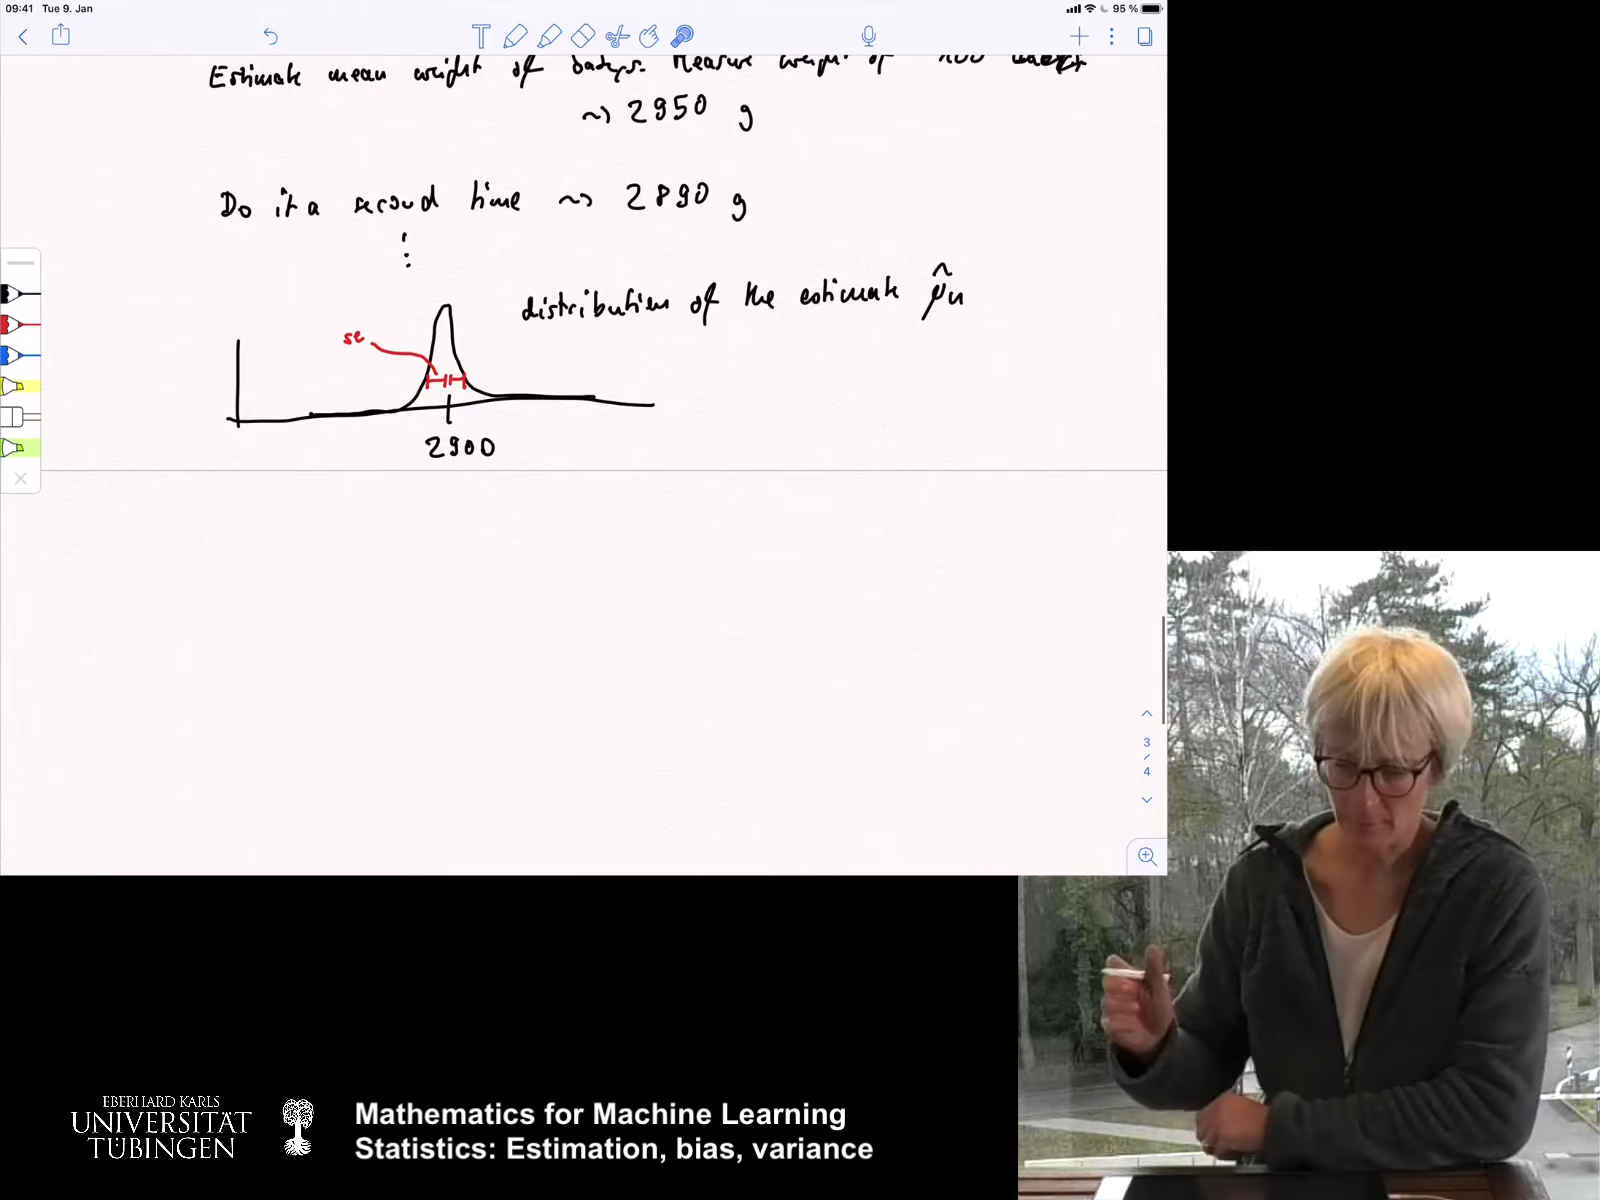 09:41 Tue 9. Jan 95 %
Estimate mean weight of babys. Measure weight of 100
~> 2950 g
Do it a second time ~> 2890 g
⋮
distribution of the estimate μ̂n
se
2900
3
/
4
EBERHARD KARLS
UNIVERSITÄT
TÜBINGEN
Mathematics for Machine Learning
Statistics: Estimation, bias, variance